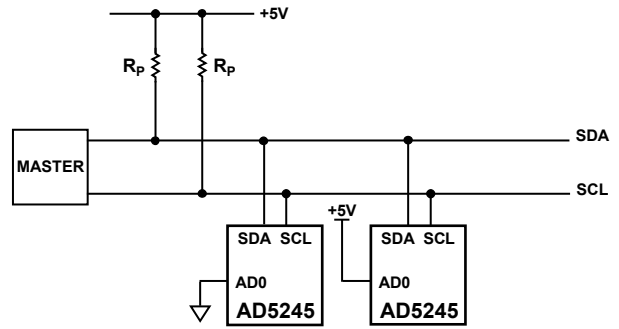 +5V
RP RP
SDA
MASTER
SCL
+5V
SDA SCL SDA SCL
AD0 AD0
AD5245 AD5245